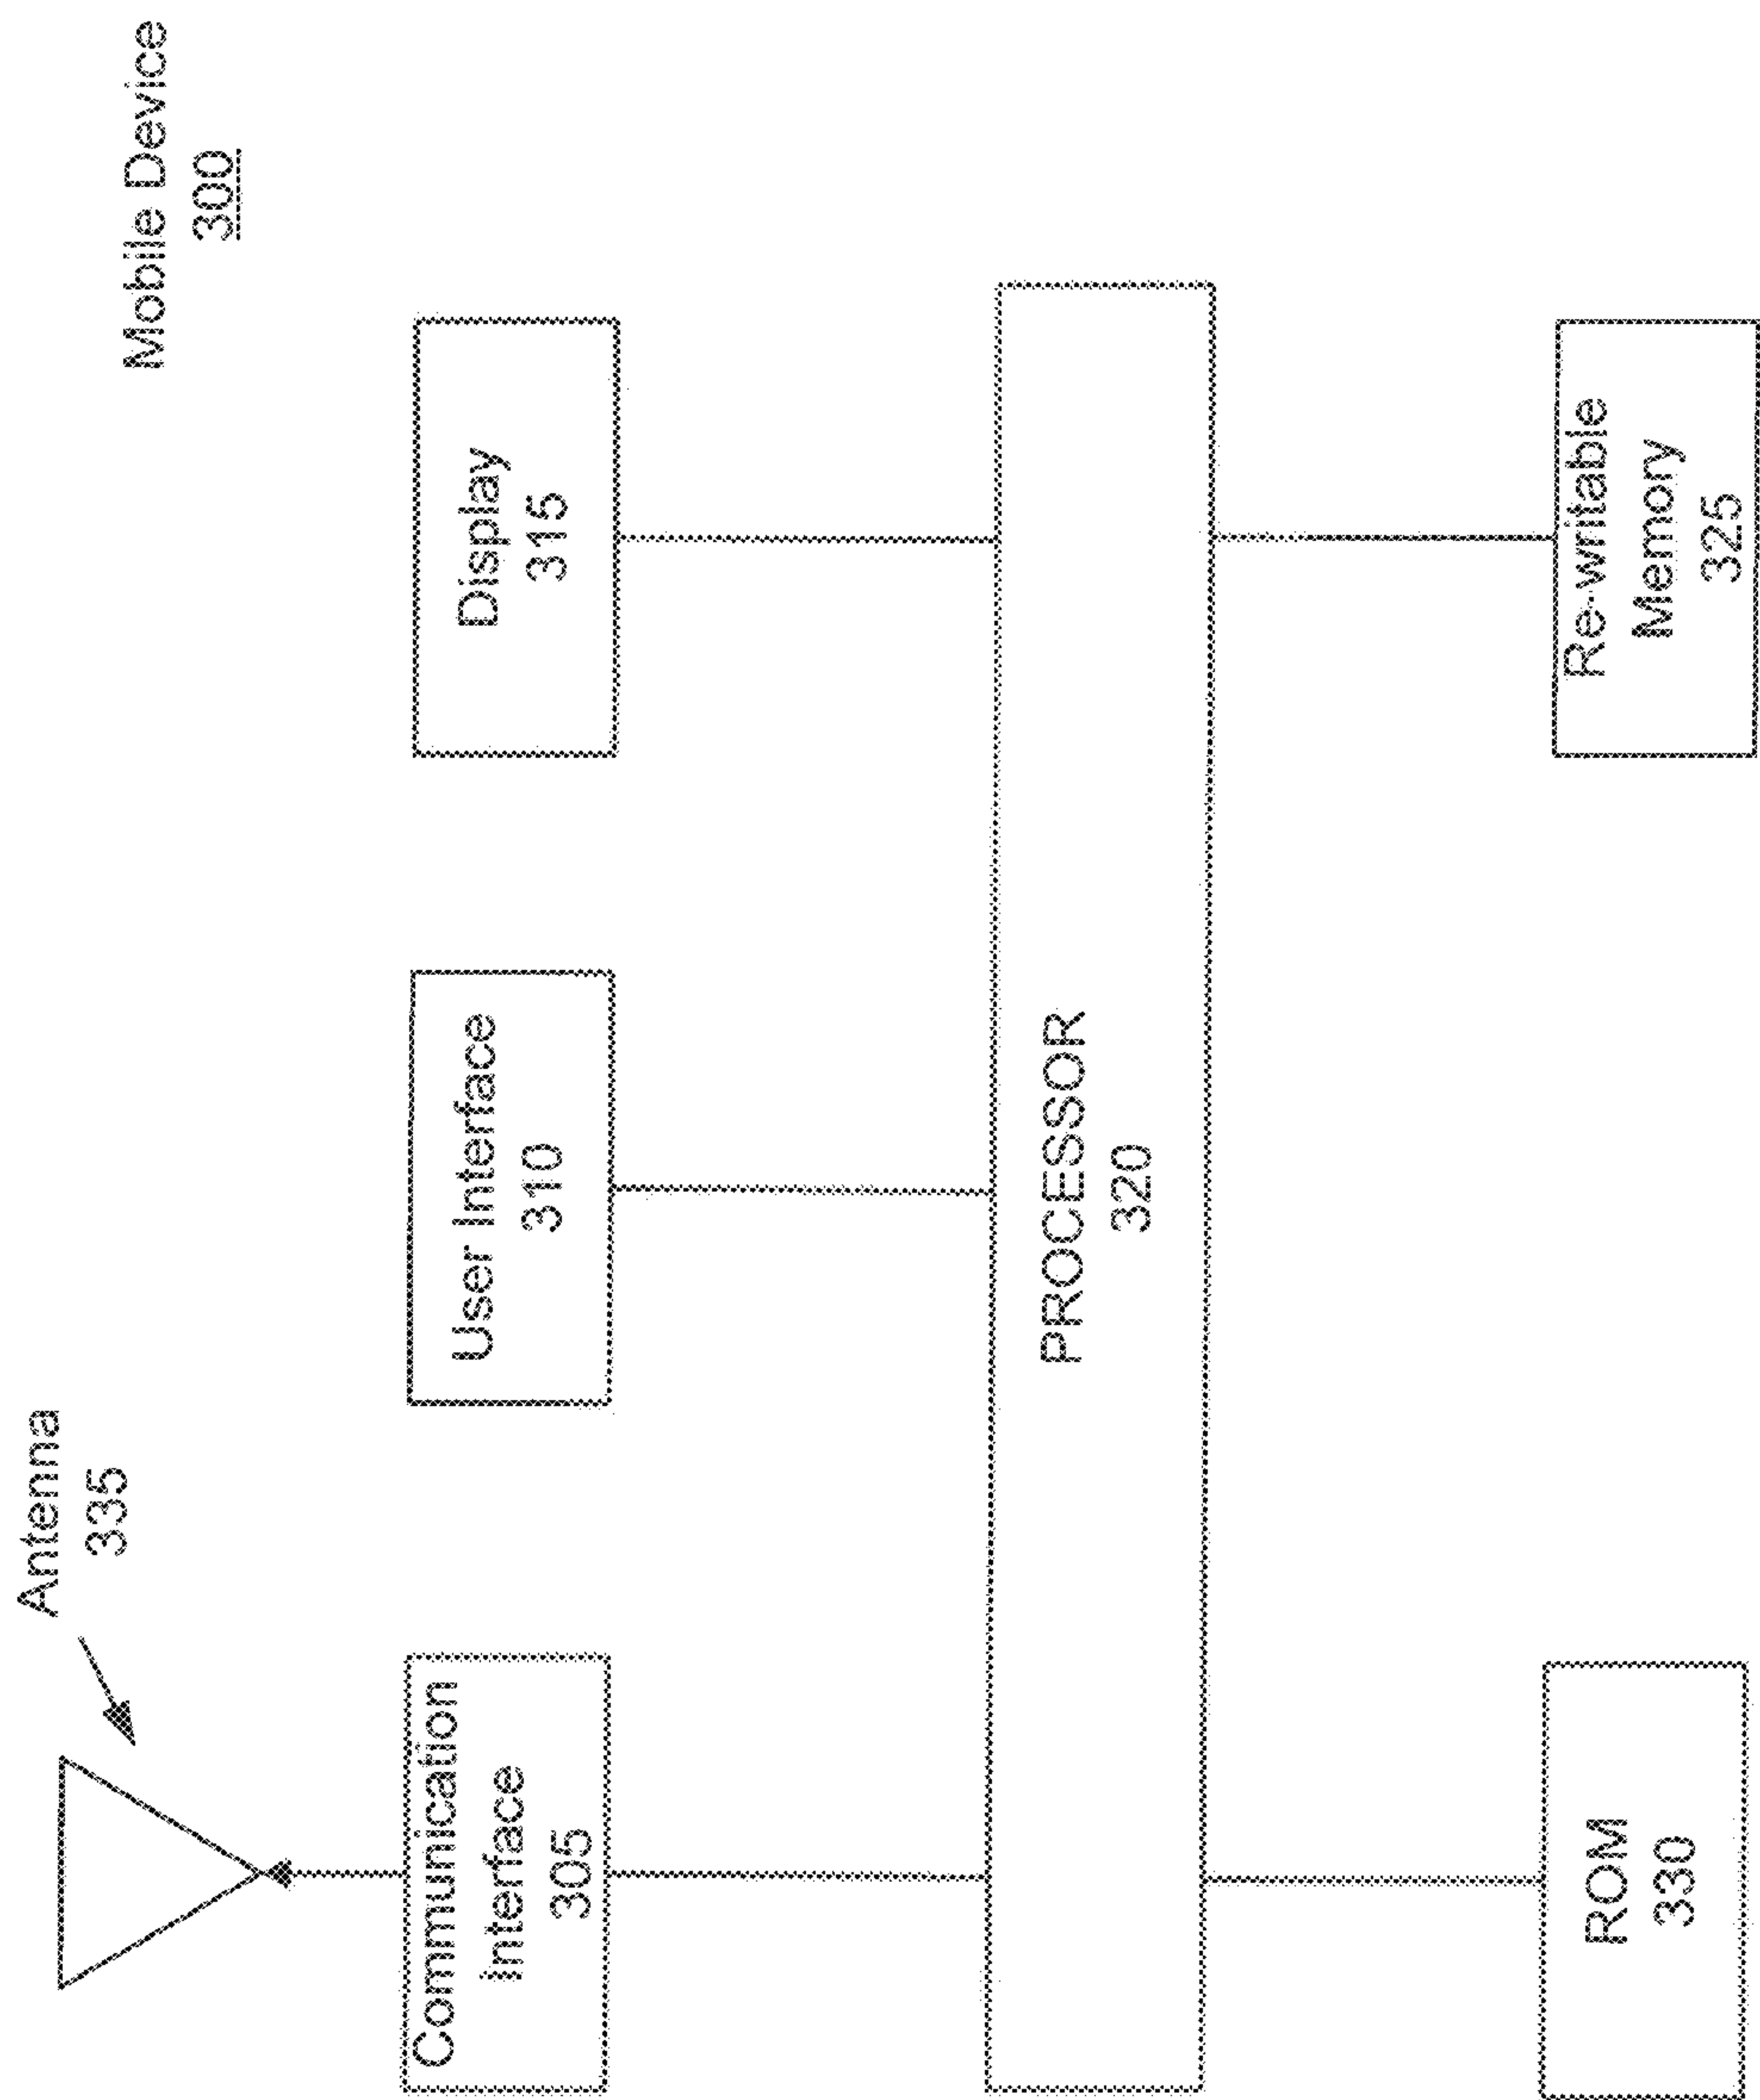 Mobile Device
300
Antenna
335
Communication
Interface
305
User Interface
310
Display
315
PROCESSOR
320
ROM
330
Re-writable
Memory
325